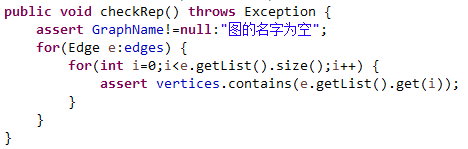 public void checkRep() throws Exception {
    assert GraphName!=null:"图的名字为空";
    for(Edge e:edges) {
        for(int i=0;i<e.getList().size();i++) {
            assert vertices.contains(e.getList().get(i));
        }
    }
}